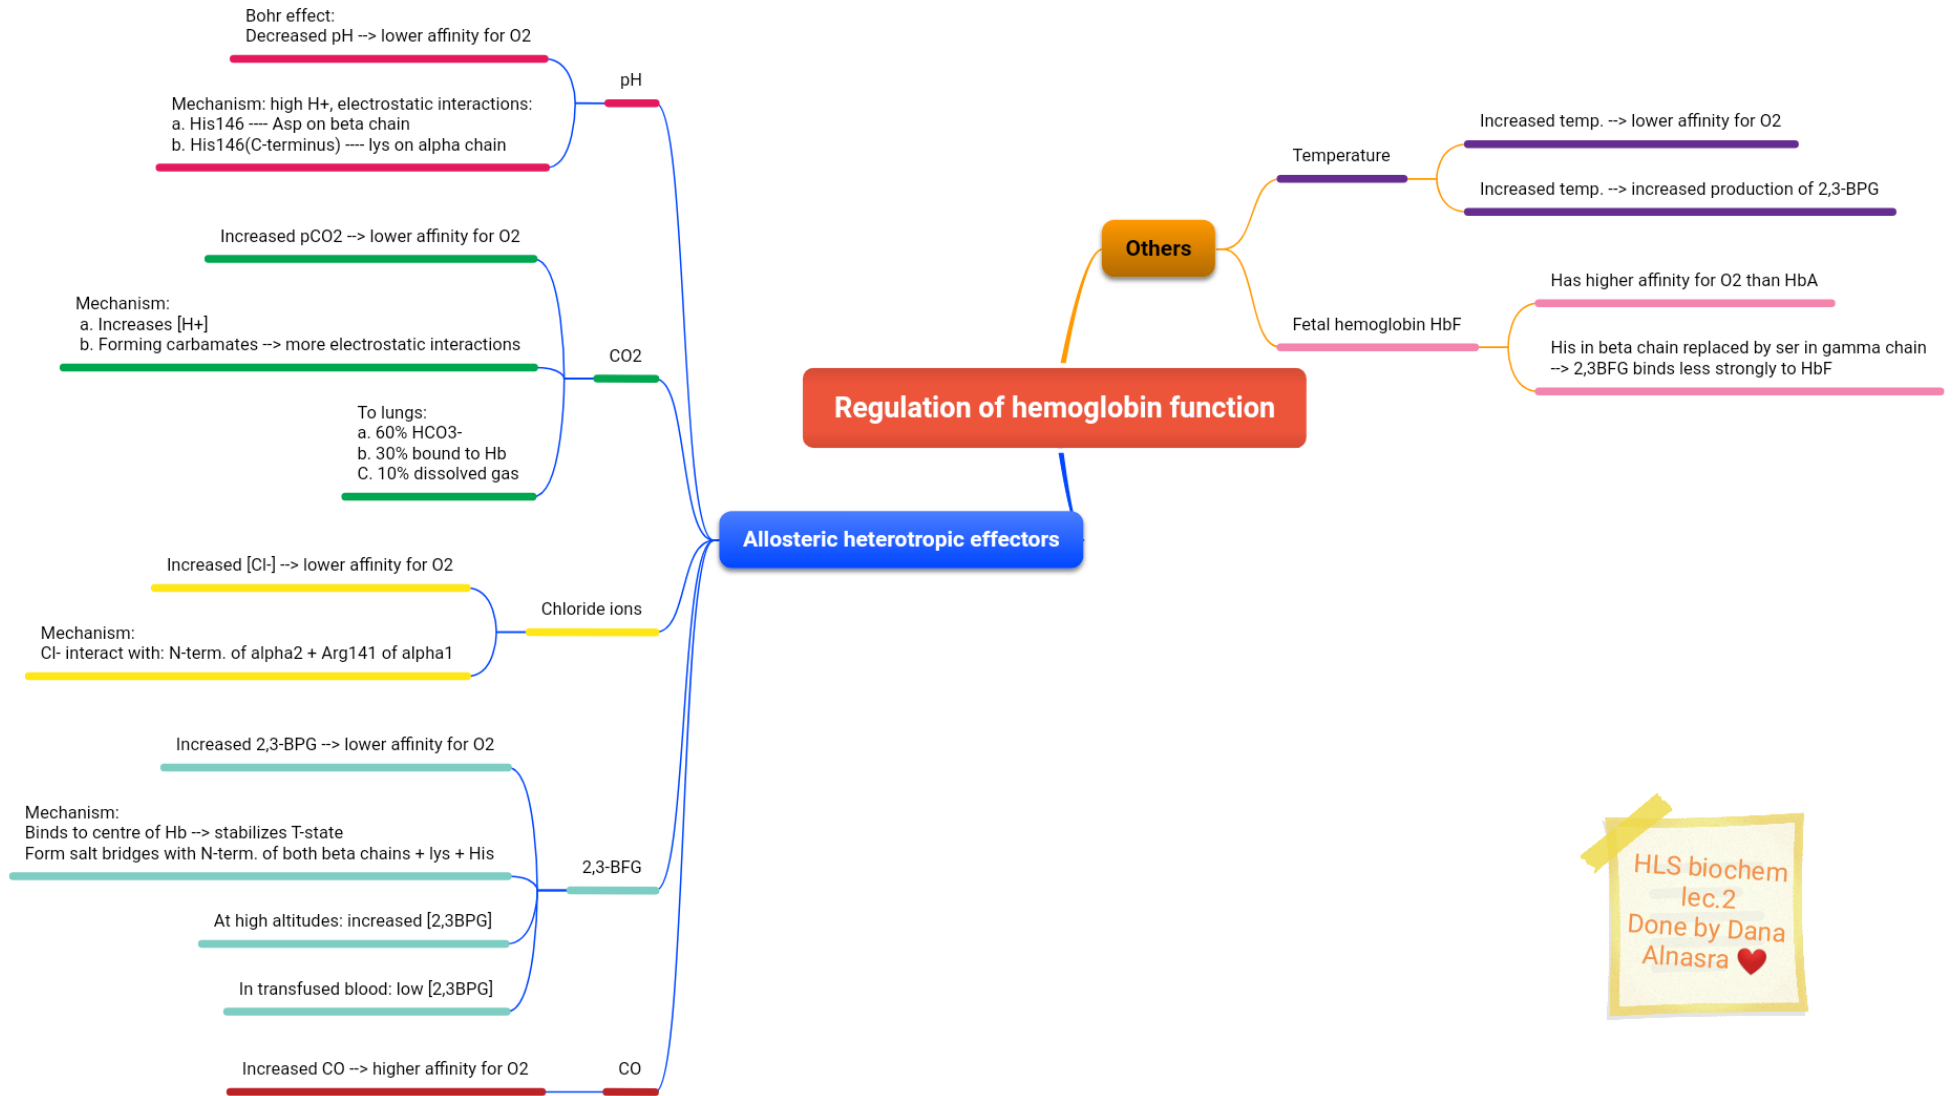 Bohr effect:
Decreased pH --> lower affinity for O2
pH
Mechanism: high H+, electrostatic interactions:
a. His146 ---- Asp on beta chain
b. His146(C-terminus) ---- lys on alpha chain
Increased pCO2 --> lower affinity for O2
Mechanism:
a. Increases [H+]
b. Forming carbamates --> more electrostatic interactions
CO2
To lungs:
a. 60% HCO3-
b. 30% bound to Hb
C. 10% dissolved gas
Increased [Cl-] --> lower affinity for O2
Chloride ions
Mechanism:
Cl- interact with: N-term. of alpha2 + Arg141 of alpha1
Increased 2,3-BPG --> lower affinity for O2
Mechanism:
Binds to centre of Hb --> stabilizes T-state
Form salt bridges with N-term. of both beta chains + lys + His
2,3-BFG
At high altitudes: increased [2,3BPG]
In transfused blood: low [2,3BPG]
Increased CO --> higher affinity for O2
CO
Allosteric heterotropic effectors
Regulation of hemoglobin function
Others
Temperature
Increased temp. --> lower affinity for O2
Increased temp. --> increased production of 2,3-BPG
Fetal hemoglobin HbF
Has higher affinity for O2 than HbA
His in beta chain replaced by ser in gamma chain
--> 2,3BFG binds less strongly to HbF
HLS biochem
lec.2
Done by Dana
Alnasra ❤️